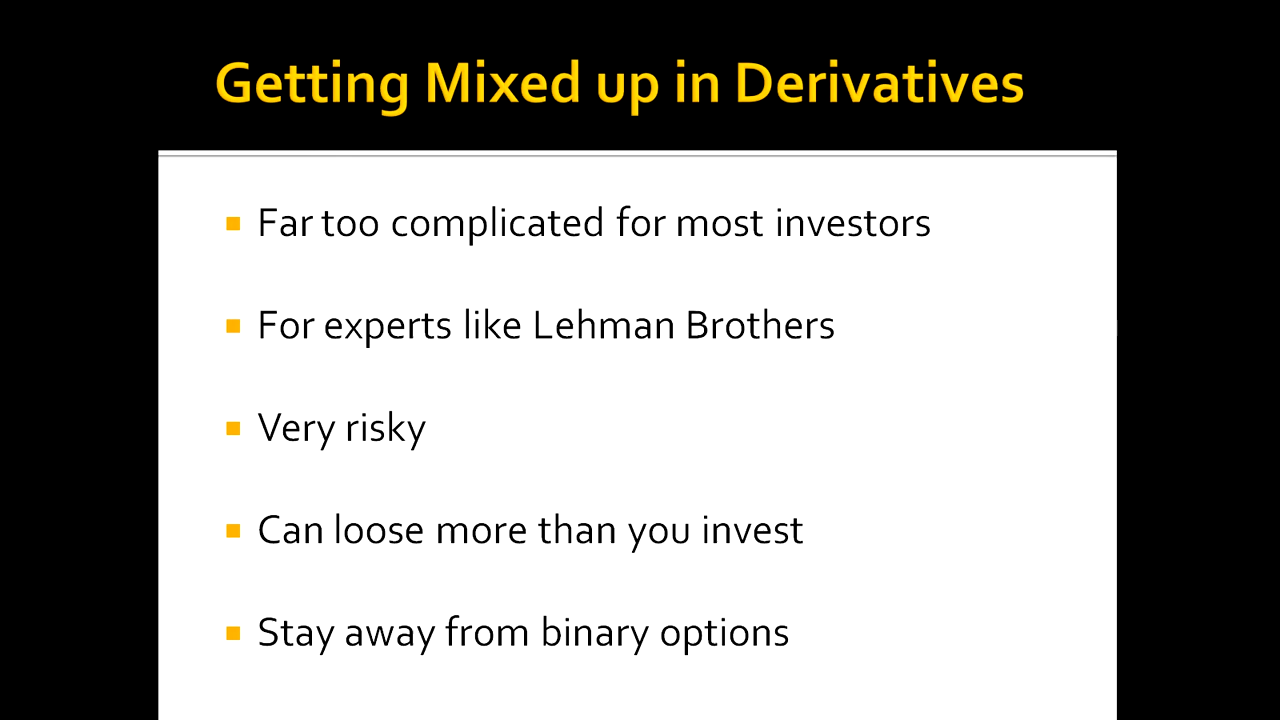 Getting Mixed up in Derivatives
Far too complicated for most investors
For experts like Lehman Brothers
Very risky
Can loose more than you invest
Stay away from binary options